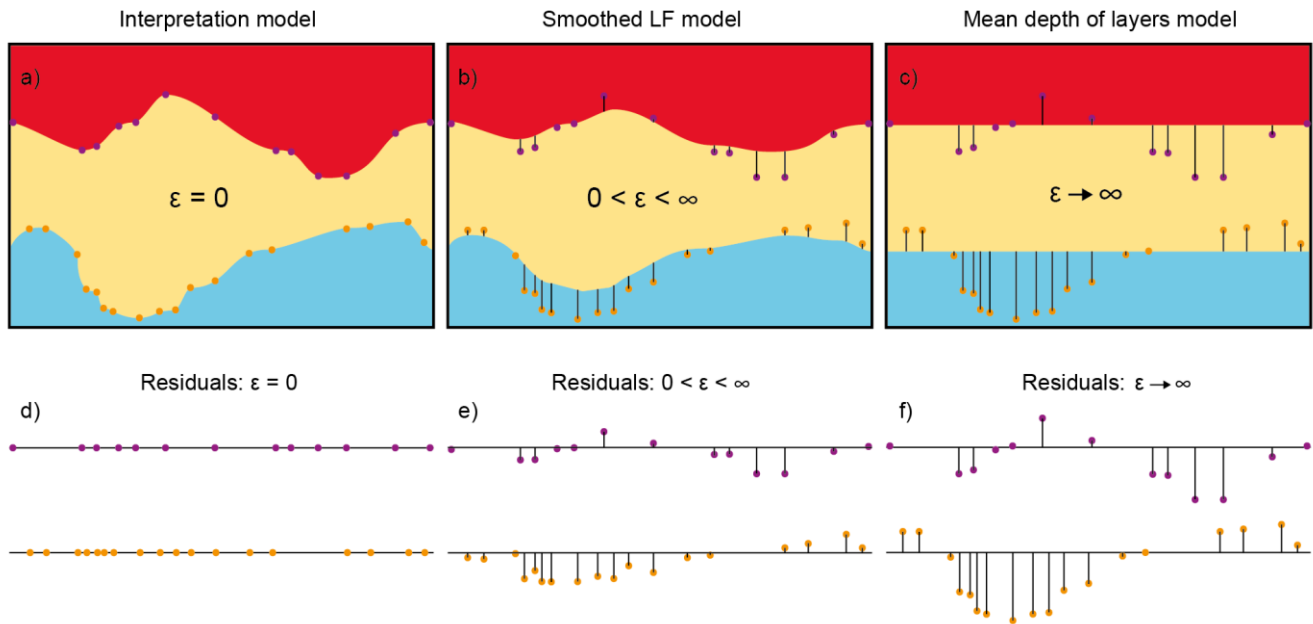 Interpretation model
Smoothed LF model
Mean depth of layers model
a)
b)
c)
ε = 0
0 < ε < ∞
ε → ∞
Residuals: ε = 0
Residuals: 0 < ε < ∞
Residuals: ε → ∞
d)
e)
f)